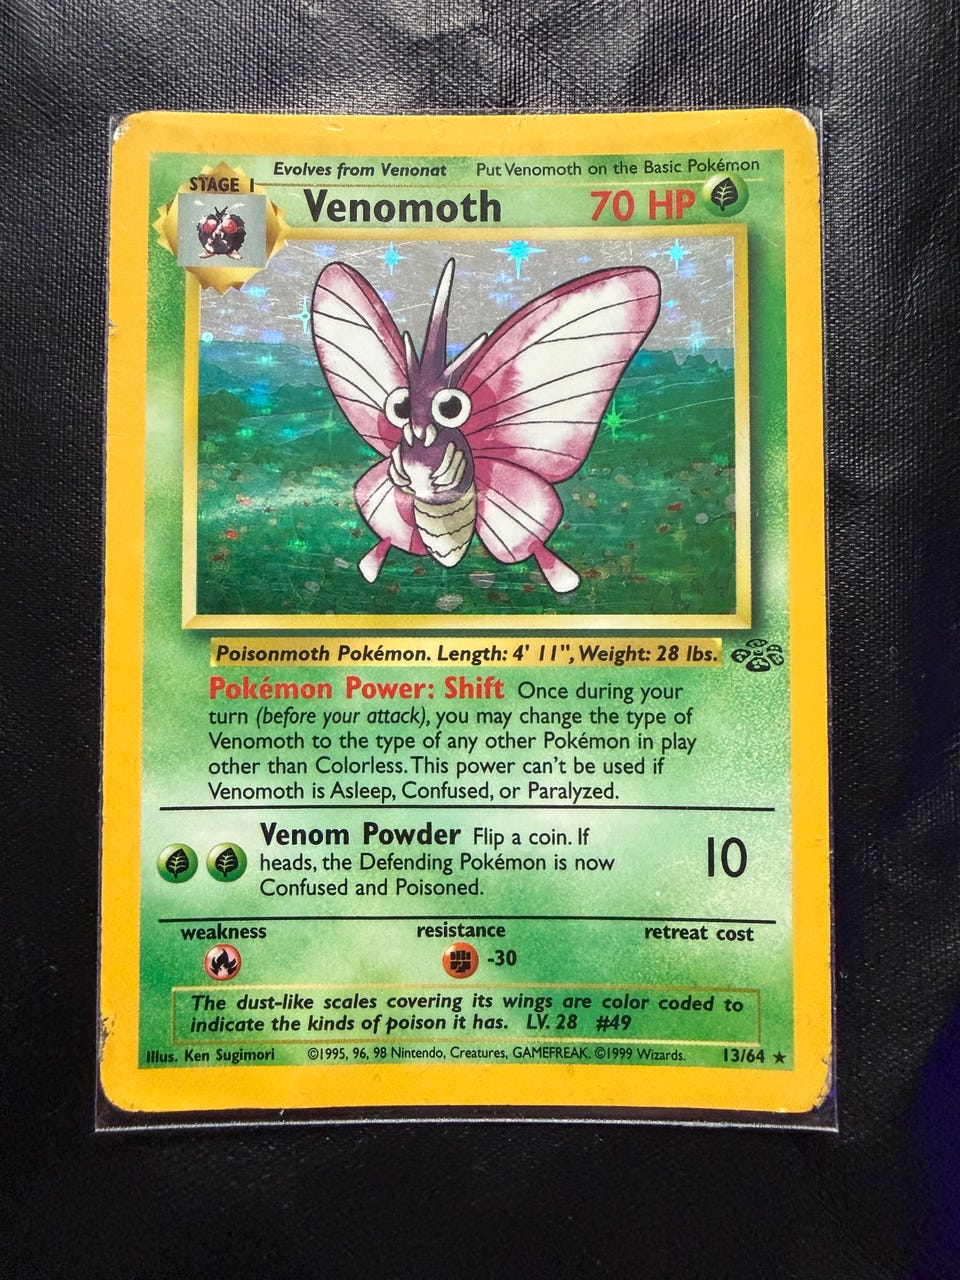 Evolves from Venonat Put Venomoth on the Basic Pokémon
STAGE 1
Venomoth 70 HP
Poisonmoth Pokémon. Length: 4' 11", Weight: 28 lbs.
Pokémon Power: Shift Once during your
turn (before your attack), you may change the type of
Venomoth to the type of any other Pokémon in play
other than Colorless. This power can't be used if
Venomoth is Asleep, Confused, or Paralyzed.
Venom Powder Flip a coin. If
heads, the Defending Pokémon is now
Confused and Poisoned.
10
weakness resistance retreat cost
-30
The dust-like scales covering its wings are color coded to
indicate the kinds of poison it has. LV. 28 #49
Illus. Ken Sugimori ©1995, 96, 98 Nintendo, Creatures, GAMEFREAK. ©1999 Wizards. 13/64 ★